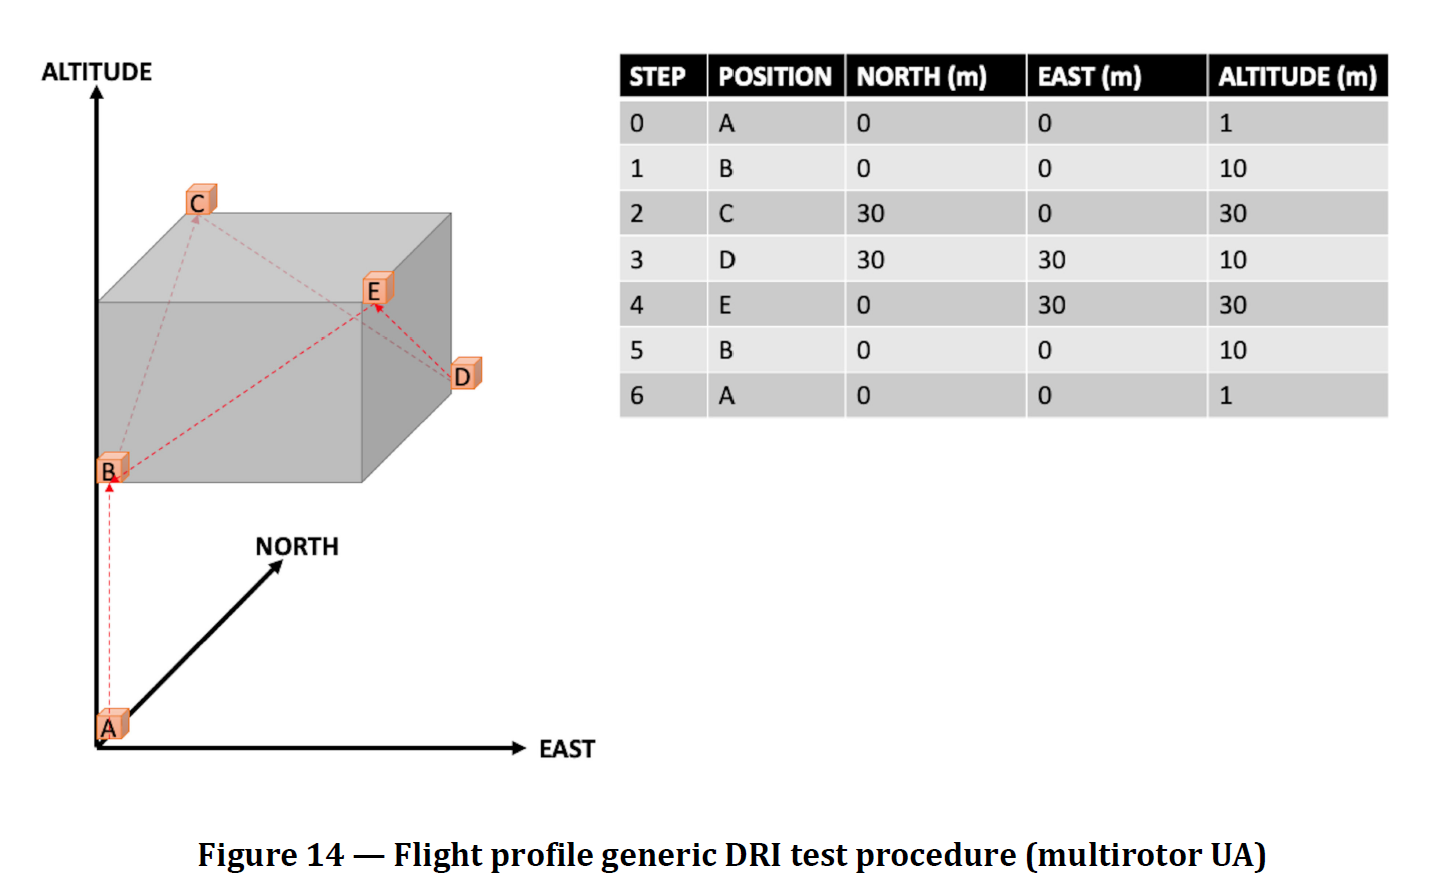 ALTITUDE
C
E
D
B
NORTH
A
EAST
STEP POSITION NORTH (m) EAST (m) ALTITUDE (m)
0 A 0 0 1
1 B 0 0 10
2 C 30 0 30
3 D 30 30 10
4 E 0 30 30
5 B 0 0 10
6 A 0 0 1
Figure 14 — Flight profile generic DRI test procedure (multirotor UA)